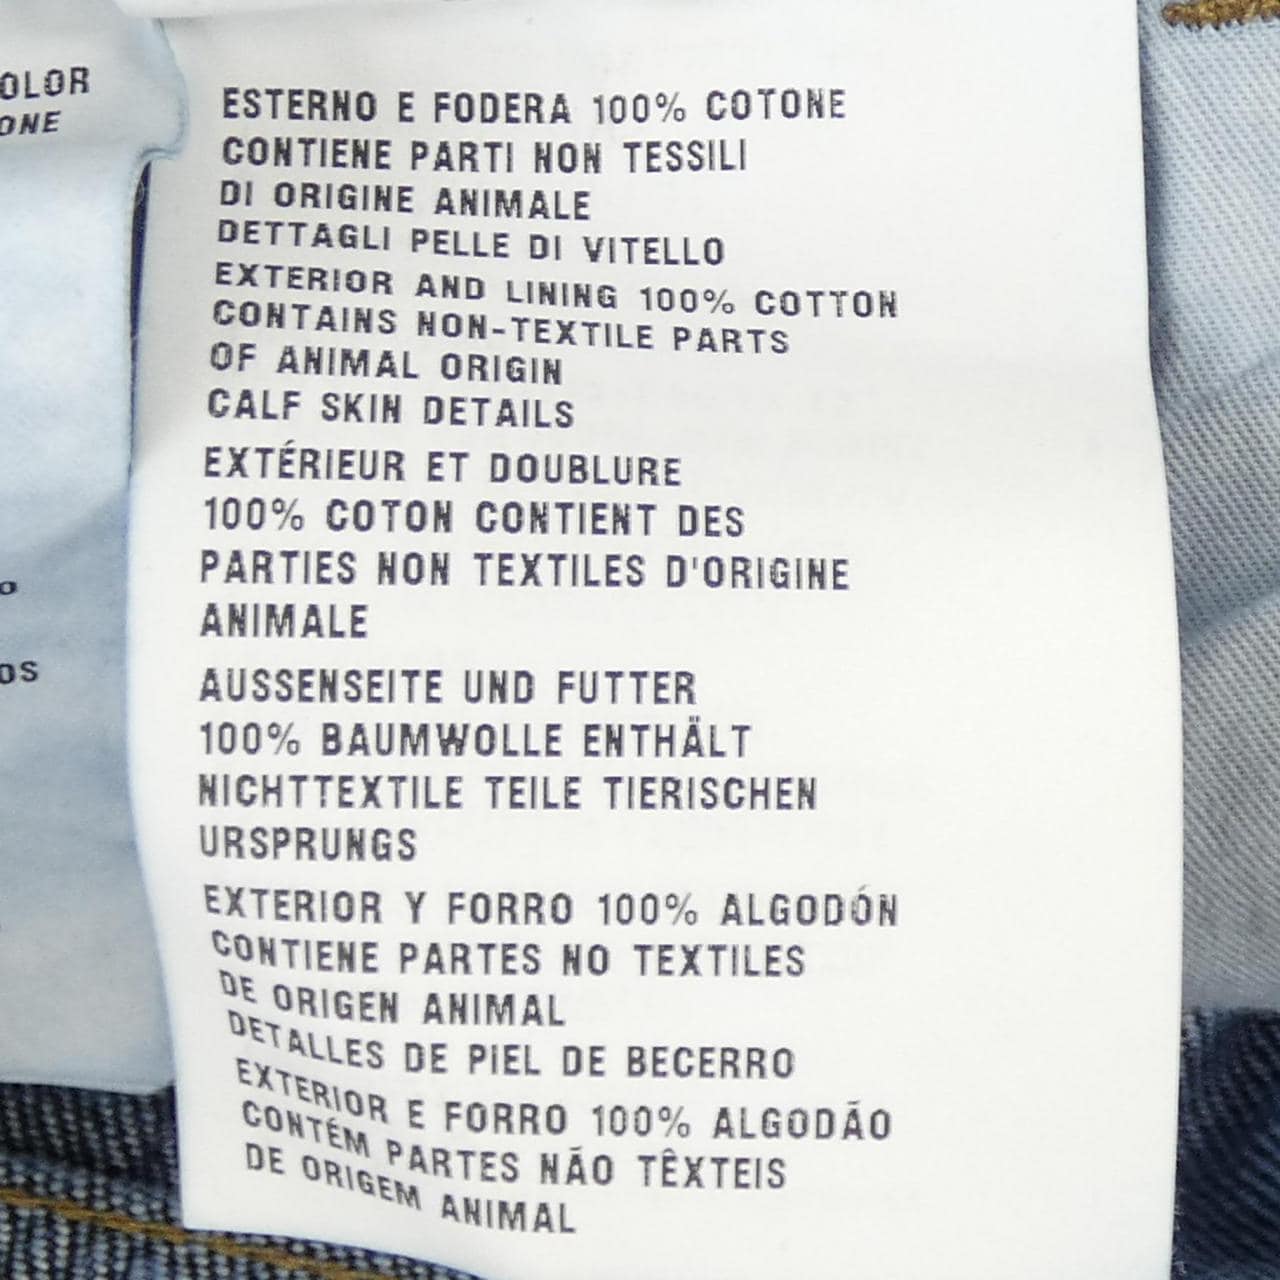 OLOR
ONE
O
OS
ESTERNO E FODERA 100% COTONE
CONTIENE PARTI NON TESSILI
DI ORIGINE ANIMALE
DETTAGLI PELLE DI VITELLO
EXTERIOR AND LINING 100% COTTON
CONTAINS NON-TEXTILE PARTS
OF ANIMAL ORIGIN
CALF SKIN DETAILS
EXTÉRIEUR ET DOUBLURE
100% COTON CONTIENT DES
PARTIES NON TEXTILES D'ORIGINE
ANIMALE
AUSSENSEITE UND FUTTER
100% BAUMWOLLE ENTHÄLT
NICHTTEXTILE TEILE TIERISCHEN
URSPRUNGS
EXTERIOR Y FORRO 100% ALGODÓN
CONTIENE PARTES NO TEXTILES
DE ORIGEN ANIMAL
DETALLES DE PIEL DE BECERRO
EXTERIOR E FORRO 100% ALGODÃO
CONTÉM PARTES NÃO TÊXTEIS
DE ORIGEM ANIMAL